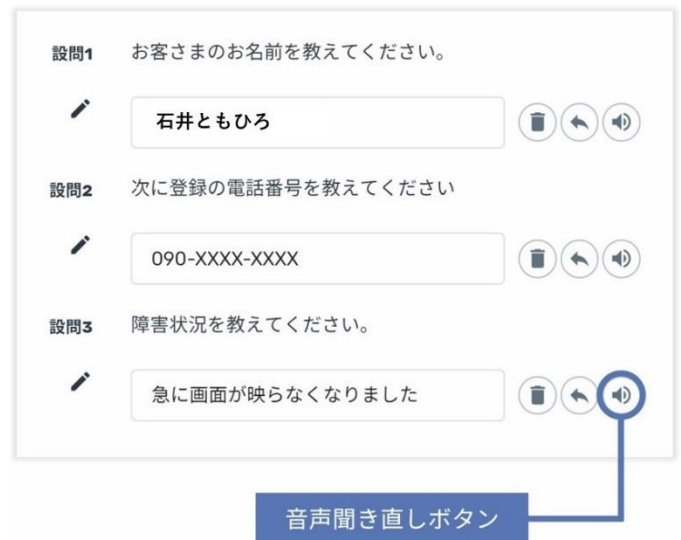 設問1 お客さまのお名前を教えてください。
石井ともひろ
設問2 次に登録の電話番号を教えてください
090-XXXX-XXXX
設問3 障害状況を教えてください。
急に画面が映らなくなりました
音声聞き直しボタン